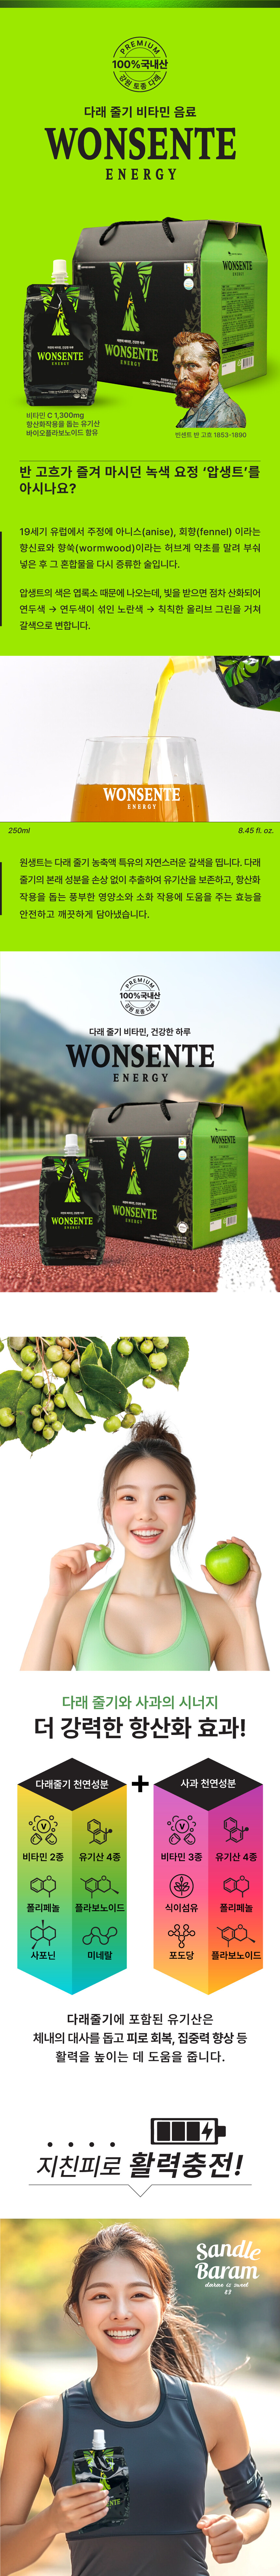 PREMIUM
100%국내산
강원 토종 다래
다래 줄기 비타민 음료
WONSENTE
ENERGY
WONSENTE
ENERGY
WONSENTE
ENERGY
WONSENTE
비타민 C 1,300mg
항산화작용을 돕는 유기산
바이오플라보노이드 함유
빈센트 반 고흐 1853-1890
반 고흐가 즐겨 마시던 녹색 요정 ‘압생트’를
아시나요?
19세기 유럽에서 주정에 아니스(anise), 회향(fennel) 이라는
향신료와 향쑥(wormwood)이라는 허브계 약초를 말려 부숴
넣은 후 그 혼합물을 다시 증류한 술입니다.
압생트의 색은 엽록소 때문에 나오는데, 빛을 받으면 점차 산화되어
연두색 → 연두색이 섞인 노란색 → 칙칙한 올리브 그린을 거쳐
갈색으로 변합니다.
WONSENTE
ENERGY
250ml
8.45 fl. oz.
원생트는 다래 줄기 농축액 특유의 자연스러운 갈색을 띱니다. 다래
줄기의 본래 성분을 손상 없이 추출하여 유기산을 보존하고, 항산화
작용을 돕는 풍부한 영양소와 소화 작용에 도움을 주는 효능을
안전하고 깨끗하게 담아냈습니다.
PREMIUM
100%국내산
강원 토종 다래
다래 줄기 비타민, 건강한 하루
WONSENTE
ENERGY
WONSENTE
ENERGY
WONSENTE
ENERGY
WONSENTE
다래 줄기와 사과의 시너지
더 강력한 항산화 효과!
다래줄기 천연성분
+
사과 천연성분
비타민 2종
유기산 4종
비타민 3종
유기산 4종
폴리페놀
플라보노이드
식이섬유
폴리페놀
사포닌
미네랄
포도당
플라보노이드
다래줄기에 포함된 유기산은
체내의 대사를 돕고 피로 회복, 집중력 향상 등
활력을 높이는 데 도움을 줍니다.
지친피로 활력충전!
Sandle
Baram